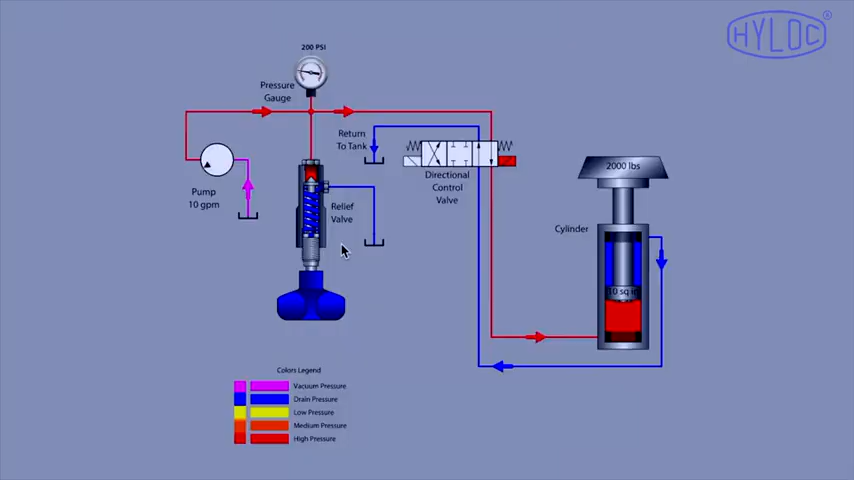 HYLOC
®
200 PSI
Pressure
Gauge
Return
To Tank
Directional
Control
Valve
2000 lbs
Pump
10 gpm
Relief
Valve
Cylinder
10 sq in
Colors Legend
Vacuum Pressure
Drain Pressure
Low Pressure
Medium Pressure
High Pressure